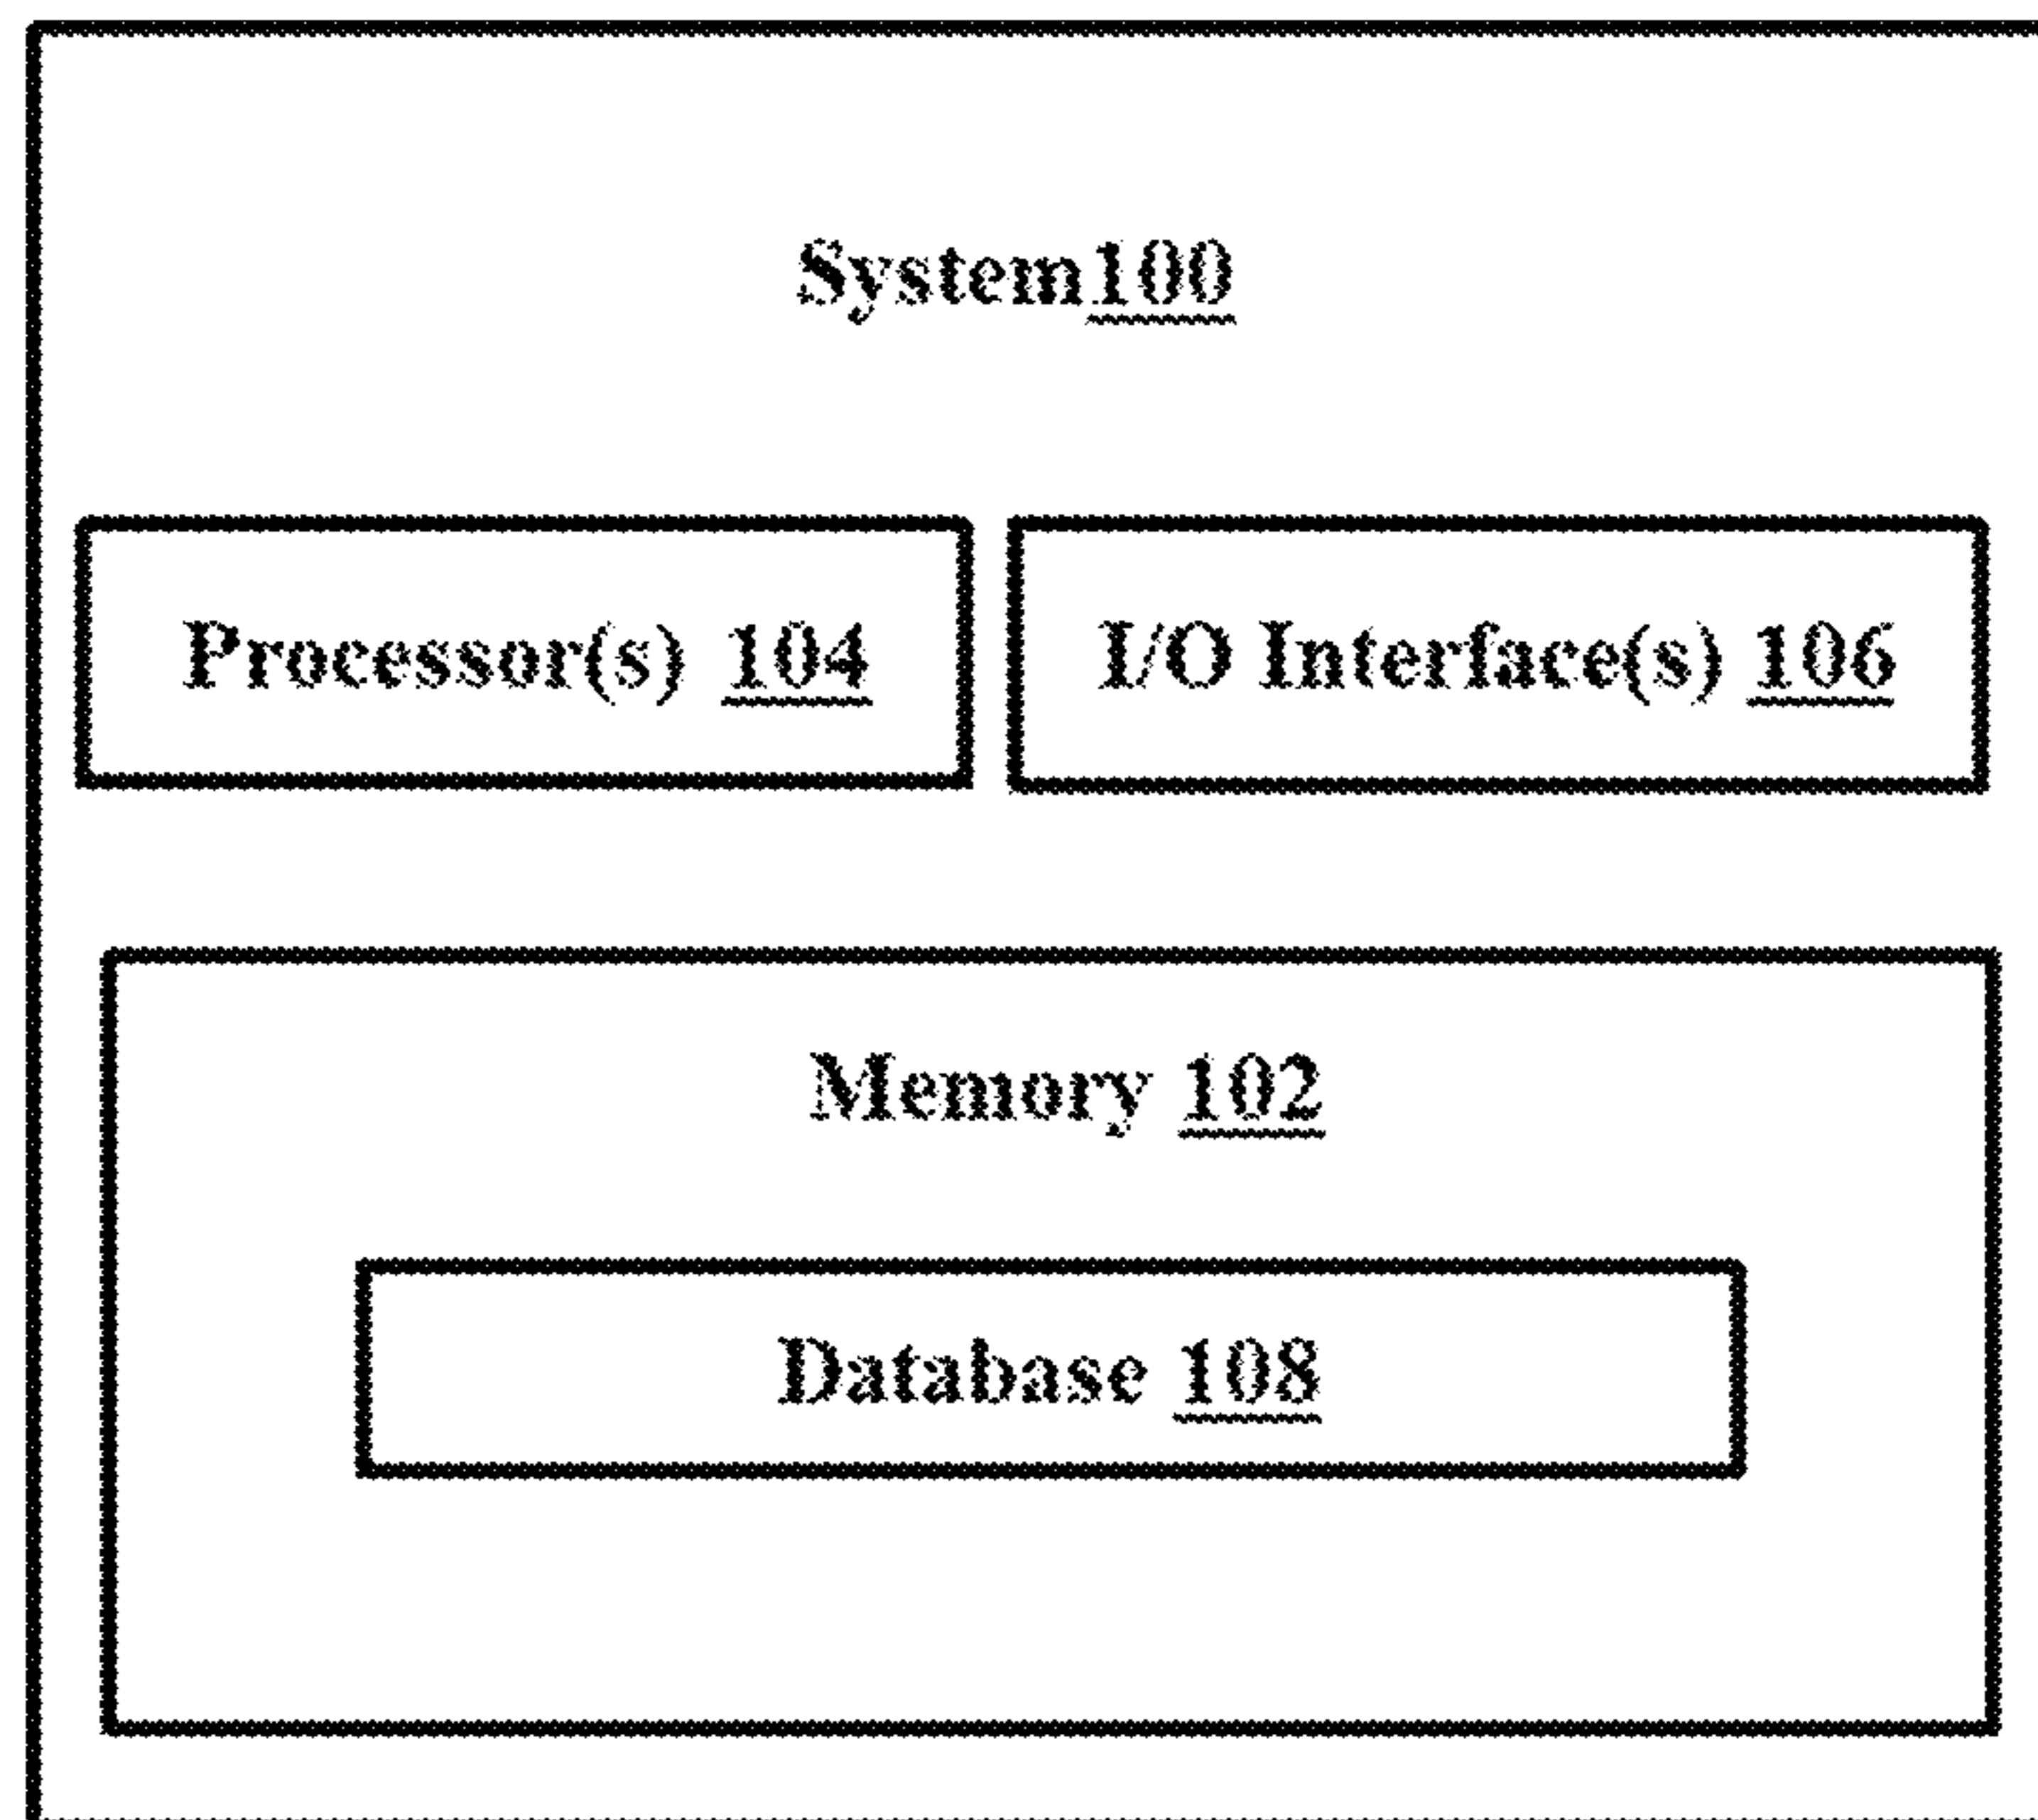 System100
Processor(s) 104
I/O Interface(s) 106
Memory 102
Database 108